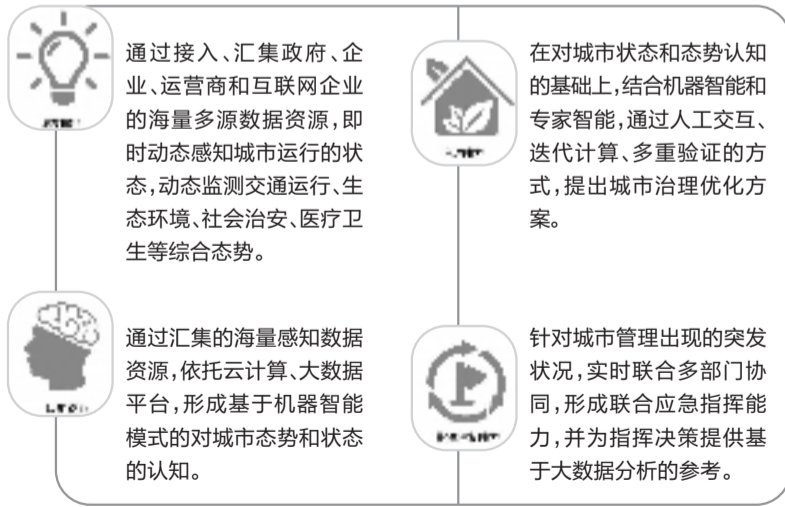 通过接入、汇集政府、企
业、运营商和互联网企业
的海量多源数据资源,即
时动态感知城市运行的状
态,动态监测交通运行、生
态环境、社会治安、医疗卫
生等综合态势。
通过汇集的海量感知数据
资源,依托云计算、大数据
平台,形成基于机器智能
模式的对城市态势和状态
的认知。
在对城市状态和态势认知
的基础上,结合机器智能和
专家智能,通过人工交互、
迭代计算、多重验证的方
式,提出城市治理优化方
案。
针对城市管理出现的突发
状况,实时联合多部门协
同,形成联合应急指挥能
力,并为指挥决策提供基
于大数据分析的参考。